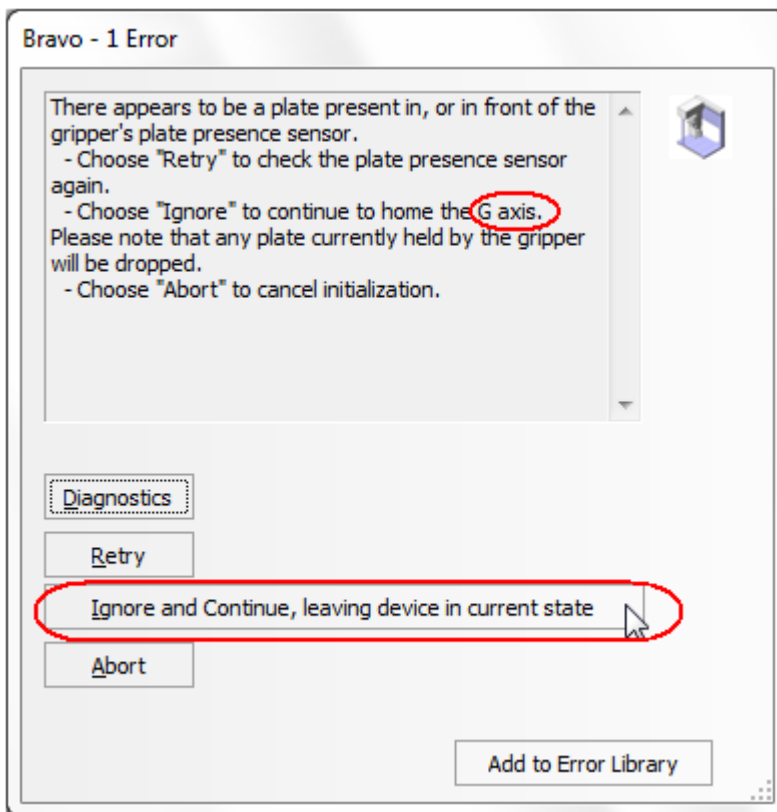 Bravo - 1 Error
There appears to be a plate present in, or in front of the
gripper's plate presence sensor.
- Choose "Retry" to check the plate presence sensor
again.
- Choose "Ignore" to continue to home the G axis.
Please note that any plate currently held by the gripper
will be dropped.
- Choose "Abort" to cancel initialization.
Diagnostics
Retry
Ignore and Continue, leaving device in current state
Abort
Add to Error Library